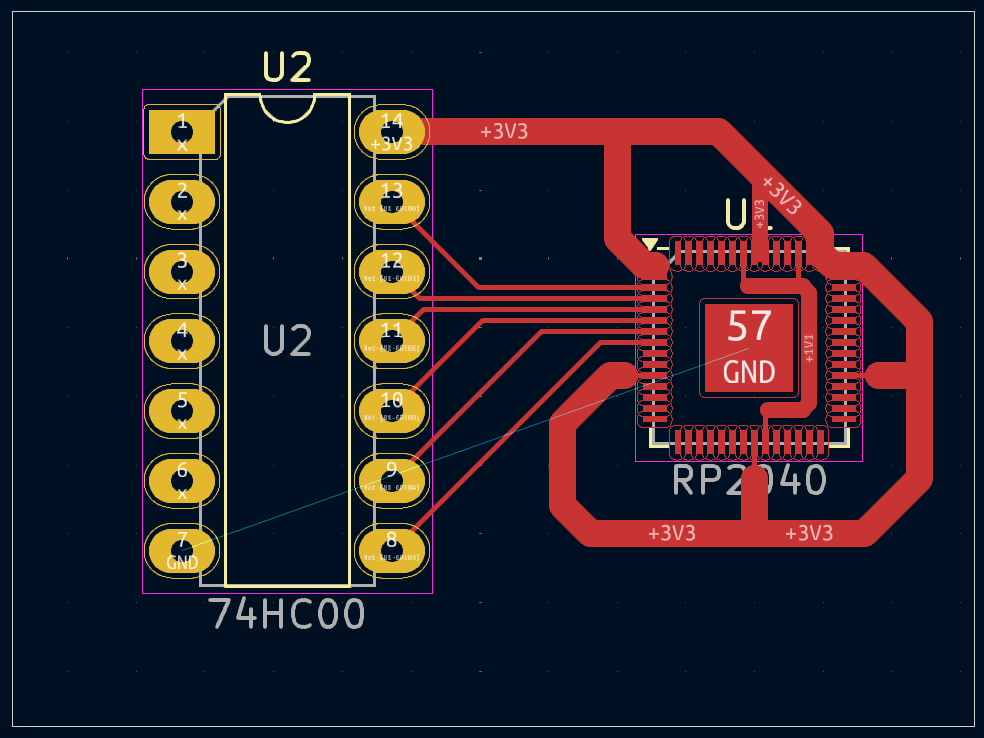 U2
1
x
14
+3V3
+3V3
+3V3
+3V3
2
x
13
U1
3
x
12
4
x
U2
11
57
GND
+1V1
5
x
10
6
x
9
RP2040
7
GND
8
+3V3
+3V3
74HC00